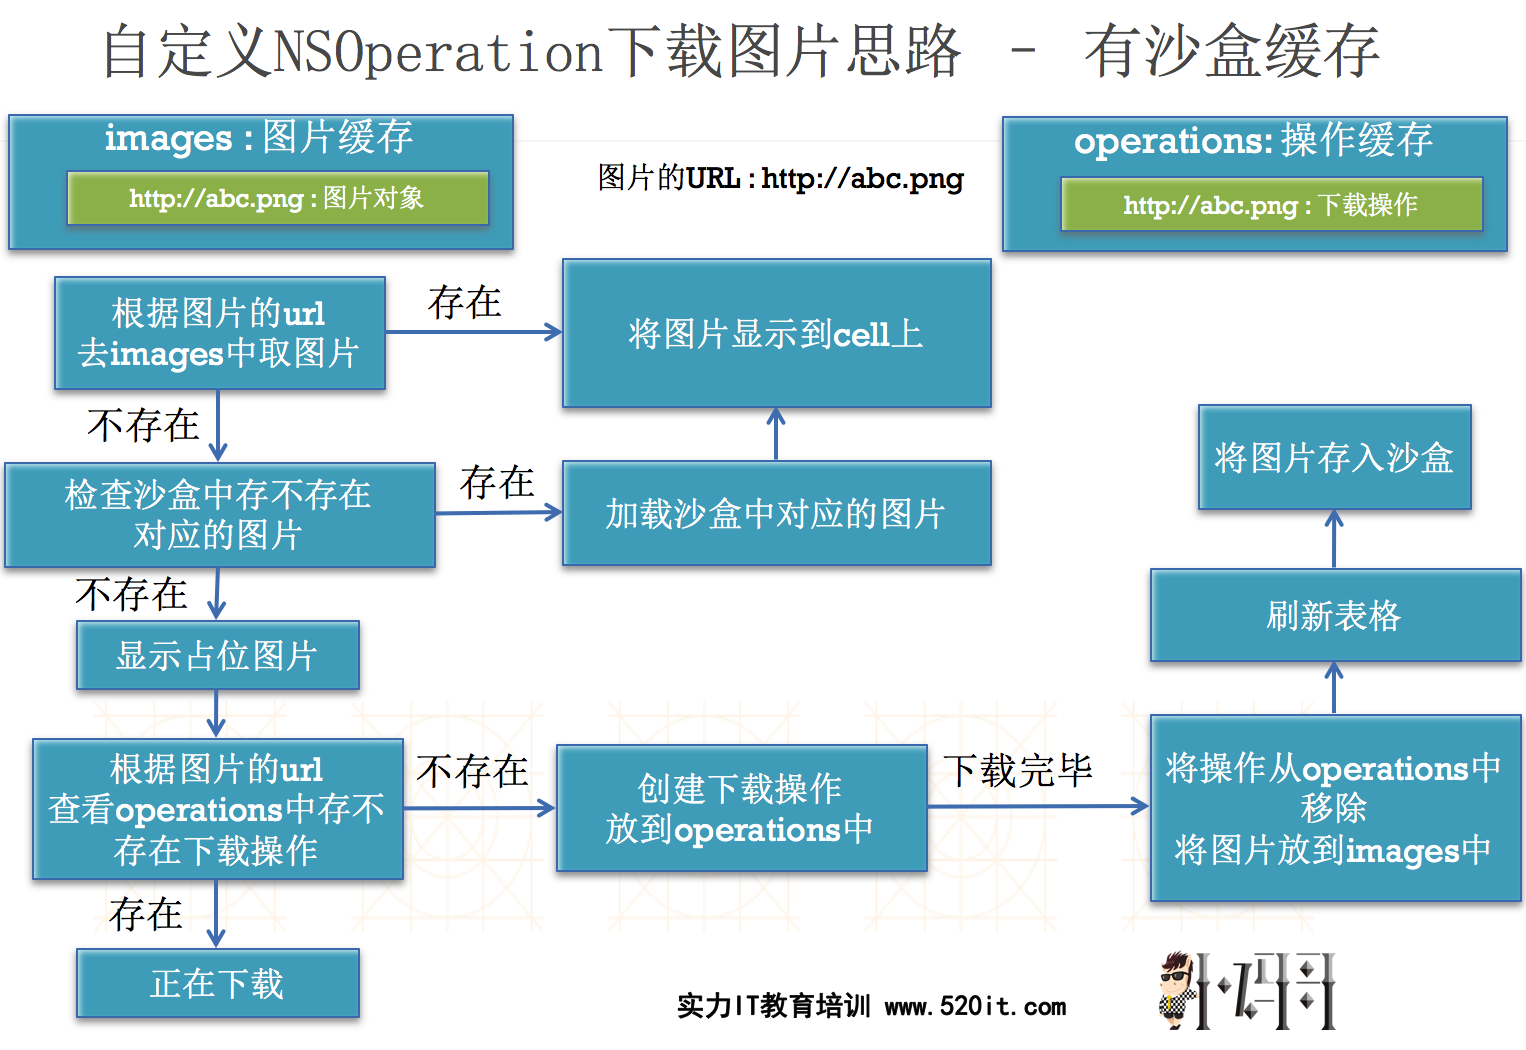 自定义NSOperation下载图片思路 - 有沙盒缓存
images : 图片缓存
http://abc.png : 图片对象
图片的URL : http://abc.png
operations: 操作缓存
http://abc.png : 下载操作
根据图片的url
去images中取图片
存在
将图片显示到cell上
不存在
检查沙盒中存不存在
对应的图片
存在
加载沙盒中对应的图片
将图片存入沙盒
不存在
显示占位图片
刷新表格
根据图片的url
查看operations中存不
存在下载操作
不存在
创建下载操作
放到operations中
下载完毕
将操作从operations中
移除
将图片放到images中
存在
正在下载
实力IT教育培训 www.520it.com
小码哥